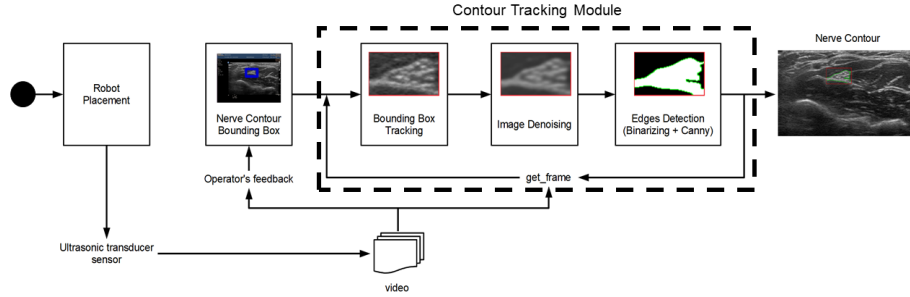 Contour Tracking Module
Nerve Contour
Robot
Placement
Nerve Contour
Bounding Box
Bounding Box
Tracking
Image Denoising
Edges Detection
(Binarizing + Canny)
Operator's feedback
get_frame
Ultrasonic transducer
sensor
video